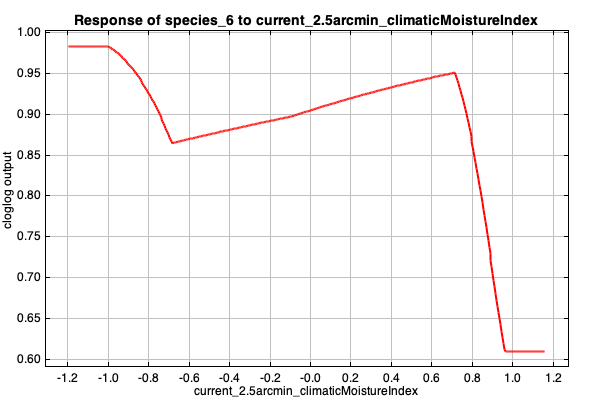 Response of species_6 to current_2.5arcmin_climaticMoistureIndex
1.00
0.95
0.90
0.85
0.80
0.75
0.70
0.65
0.60
cloglog output
-1.2 -1.0 -0.8 -0.6 -0.4 -0.2 -0.0 0.2 0.4 0.6 0.8 1.0 1.2
current_2.5arcmin_climaticMoistureIndex